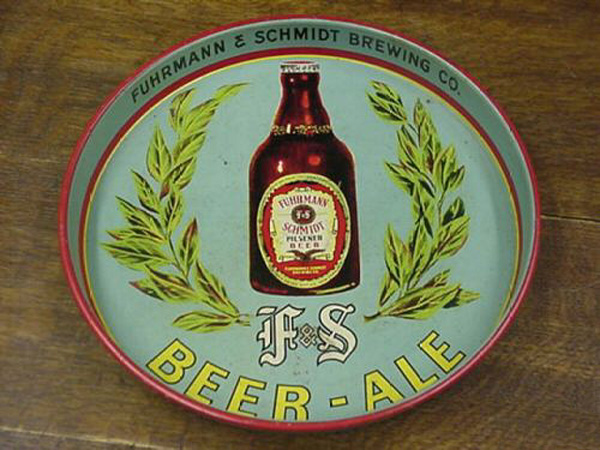 FUHRMANN & SCHMIDT BREWING CO.
FUHRMANN
F&S
SCHMIDT
PILSENER
BEER
F&S
BEER-ALE